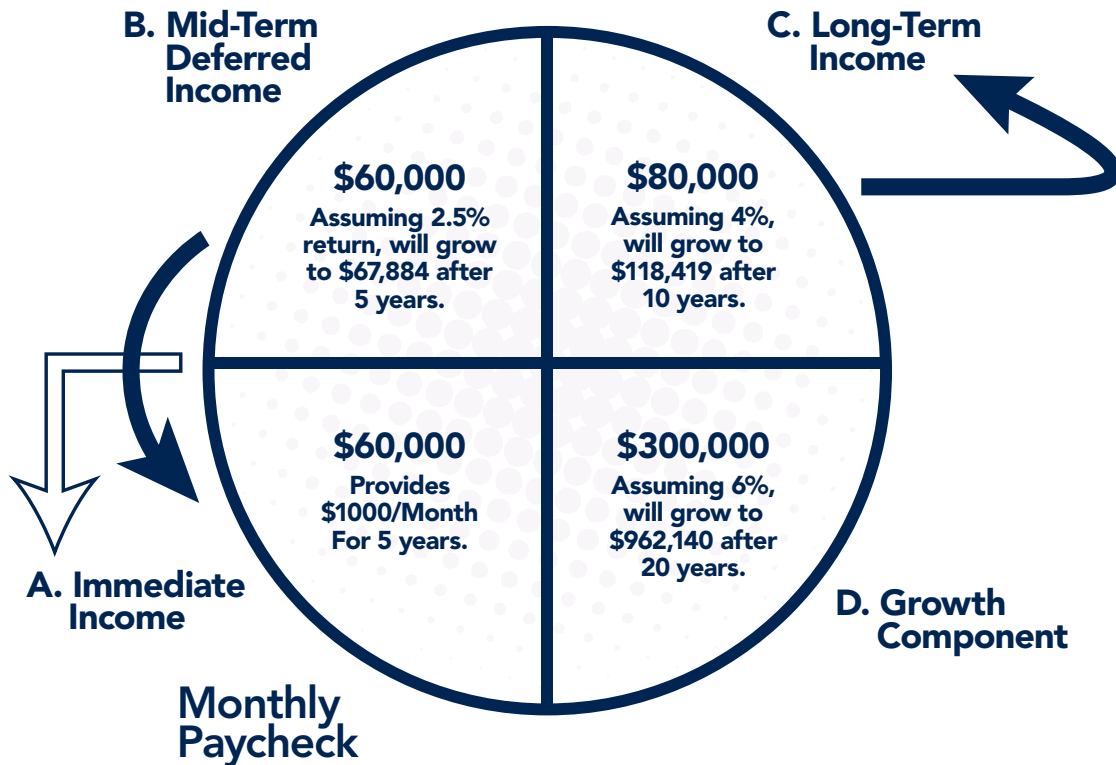 B. Mid-Term
Deferred
Income
C. Long-Term
Income
$60,000
Assuming 2.5%
return, will grow
to $67,884 after
5 years.
$80,000
Assuming 4%,
will grow to
$118,419 after
10 years.
$60,000
Provides
$1000/Month
For 5 years.
$300,000
Assuming 6%,
will grow to
$962,140 after
20 years.
A. Immediate
Income
D. Growth
Component
Monthly
Paycheck